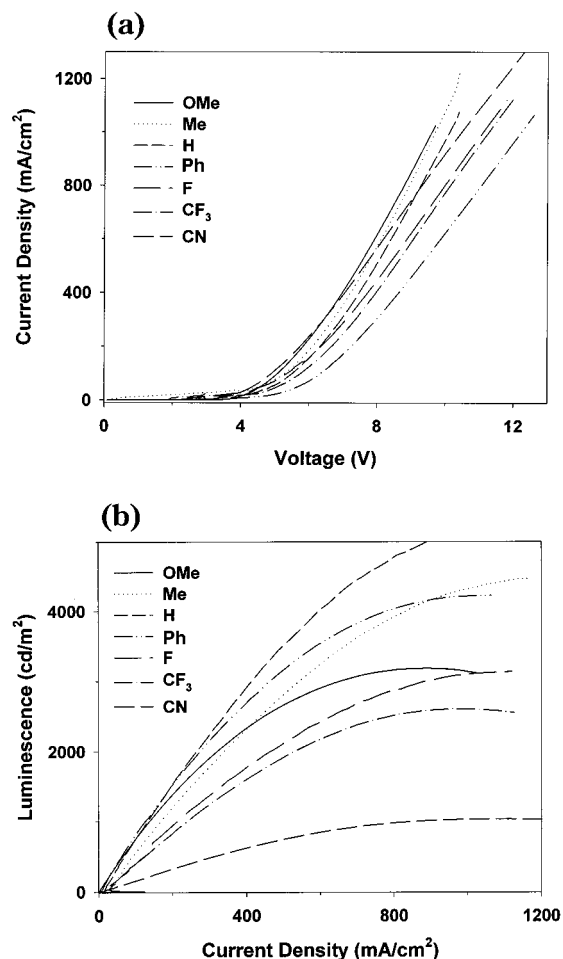 (a)
1200
800
400
0
Current Density (mA/cm²)
OMe
Me
H
Ph
F
CF₃
CN
0 4 8 12
Voltage (V)
(b)
4000
2000
0
Luminescence (cd/m²)
OMe
Me
H
Ph
F
CF₃
CN
0 400 800 1200
Current Density (mA/cm²)